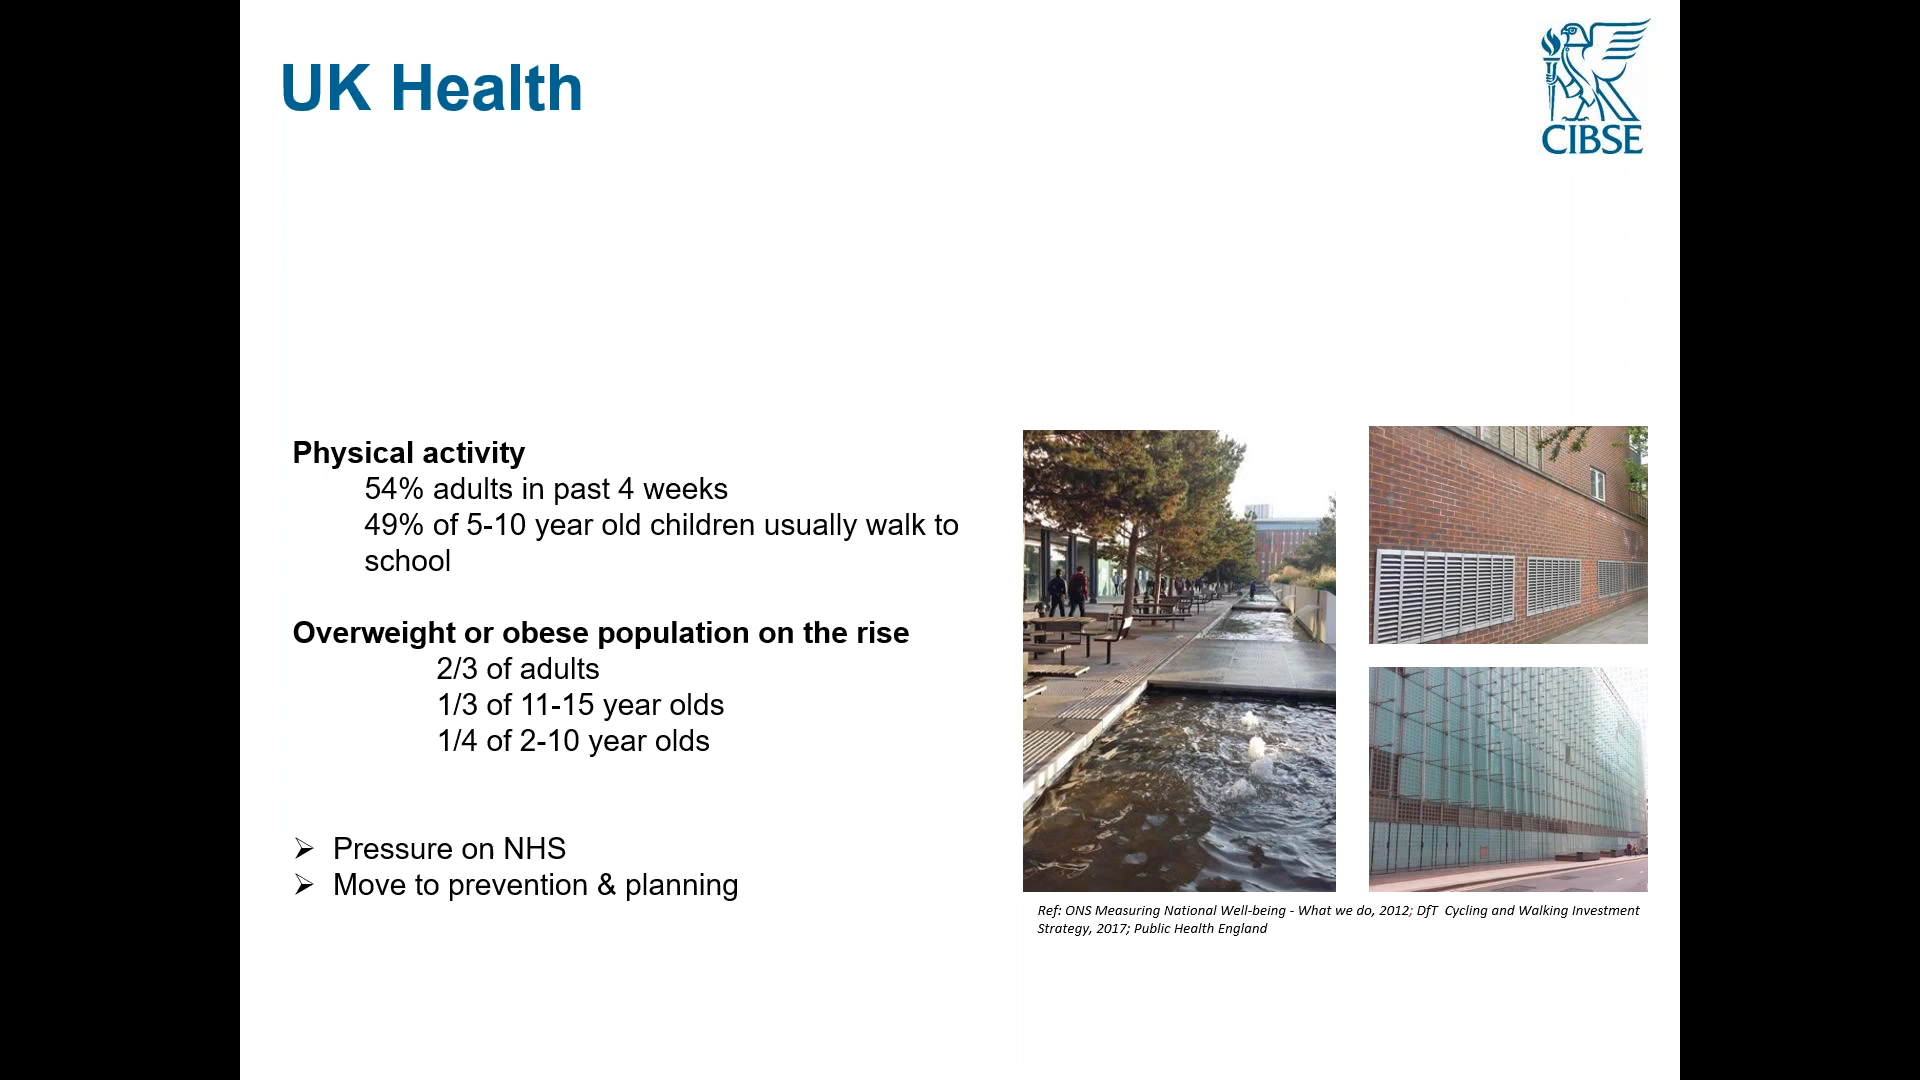 UK Health
CIBSE
Physical activity
54% adults in past 4 weeks
49% of 5-10 year old children usually walk to
school
Overweight or obese population on the rise
2/3 of adults
1/3 of 11-15 year olds
1/4 of 2-10 year olds
➢ Pressure on NHS
➢ Move to prevention & planning
Ref: ONS Measuring National Well-being - What we do, 2012; DfT Cycling and Walking Investment
Strategy, 2017; Public Health England